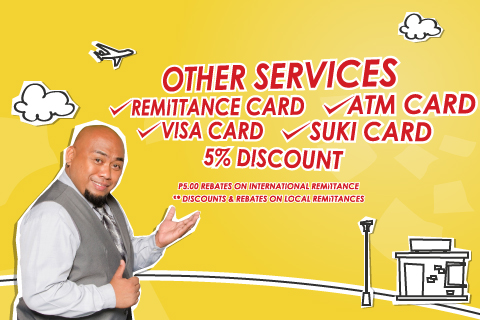 OTHER SERVICES
✓REMITTANCE CARD ✓ATM CARD
✓VISA CARD ✓SUKI CARD
5% DISCOUNT
P5.00 REBATES ON INTERNATIONAL REMITTANCE
** DISCOUNTS & REBATES ON LOCAL REMITTANCES